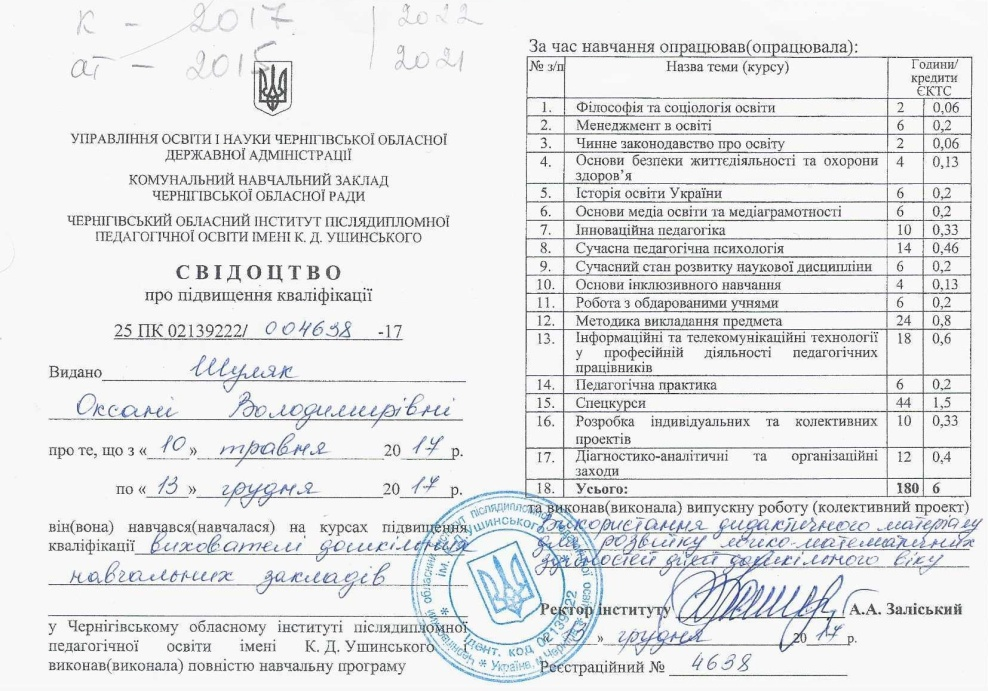 К - 2017 | 2022
ат - 2015 | 2021
УПРАВЛІННЯ ОСВІТИ І НАУКИ ЧЕРНІГІВСЬКОЇ ОБЛАСНОЇ
ДЕРЖАВНОЇ АДМІНІСТРАЦІЇ
КОМУНАЛЬНИЙ НАВЧАЛЬНИЙ ЗАКЛАД
ЧЕРНІГІВСЬКОЇ ОБЛАСНОЇ РАДИ
ЧЕРНІГІВСЬКИЙ ОБЛАСНИЙ ІНСТИТУТ ПІСЛЯДИПЛОМНОЇ
ПЕДАГОГІЧНОЇ ОСВІТИ ІМЕНІ К. Д. УШИНСЬКОГО
СВІДОЦТВО
про підвищення кваліфікації
25 ПК 02139222/ 004638 -17
Видано Шуляк
Оксані Володимирівні
про те, що з « 10 » травня 20 17 р.
по « 13 » грудня 20 17 р.
він(вона) навчався(навчалася) на курсах підвищення
кваліфікації вихователі дошкільних
навчальних закладів
у Чернігівському обласному інституті післядипломної
педагогічної освіти імені К. Д. Ушинського і
виконав(виконала) повністю навчальну програму
За час навчання опрацював(опрацювала):
№ з/п Назва теми (курсу) Години/
кредити
ЄКТС
1. Філософія та соціологія освіти 2 0,06
2. Менеджмент в освіті 6 0,2
3. Чинне законодавство про освіту 2 0,06
4. Основи безпеки життєдіяльності та охорони 4 0,13
здоров’я
5. Історія освіти України 6 0,2
6. Основи медіа освіти та медіаграмотності 6 0,2
7. Інноваційна педагогіка 10 0,33
8. Сучасна педагогічна психологія 14 0,46
9. Сучасний стан розвитку наукової дисципліни 6 0,2
10. Основи інклюзивного навчання 4 0,13
11. Робота з обдарованими учнями 6 0,2
12. Методика викладання предмета 24 0,8
13. Інформаційні та телекомунікаційні технології 18 0,6
у професійній діяльності педагогічних
працівників
14. Педагогічна практика 6 0,2
15. Спецкурси 44 1,5
16. Розробка індивідуальних та колективних 10 0,33
проектів
17. Діагностико-аналітичні та організаційні 12 0,4
заходи
18. Усього: 180 6
та виконав(виконала) випускну роботу (колективний проект)
Використання дидактичного матеріалу
для розвитку логіко-математичних
здібностей дітей дошкільного віку
Ректор інституту А.А. Заліський
« 13 » грудня 20 17 р.
Реєстраційний № 4638
Ідент. код 02139222